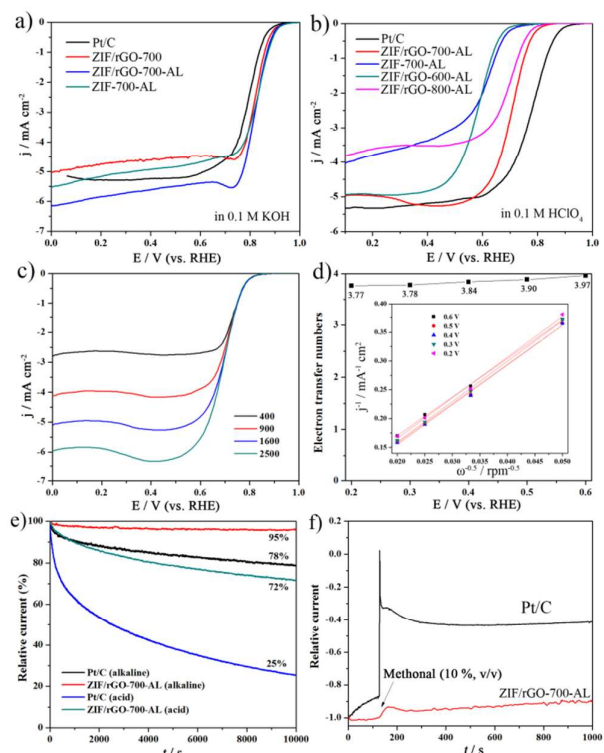 a)
Pt/C
ZIF/rGO-700
ZIF/rGO-700-AL
ZIF-700-AL
in 0.1 M KOH
j / mA cm-2
0
-1
-2
-3
-4
-5
-6
-7
0.0 0.2 0.4 0.6 0.8 1.0
E / V (vs. RHE)
b)
Pt/C
ZIF/rGO-700-AL
ZIF-700-AL
ZIF/rGO-600-AL
ZIF/rGO-800-AL
in 0.1 M HClO4
j / mA cm-2
0
-1
-2
-3
-4
-5
-6
0.2 0.4 0.6 0.8 1.0
E / V (vs. RHE)
c)
400
900
1600
2500
j / mA cm-2
0
-1
-2
-3
-4
-5
-6
-7
0.0 0.2 0.4 0.6 0.8 1.0
E / V (vs. RHE)
d)
3.77 3.78 3.84 3.90 3.97
Electron transfer numbers
4
3
2
1
0
0.2 0.3 0.4 0.5 0.6
E / V (vs. RHE)
0.6 V
0.5 V
0.4 V
0.3 V
0.2 V
j-1 / mA-1 cm2
0.40
0.35
0.30
0.25
0.20
0.15
0.020 0.025 0.030 0.035 0.040 0.045 0.050
ω-0.5 / rpm-0.5
e)
95%
78%
72%
25%
Pt/C (alkaline)
ZIF/rGO-700-AL (alkaline)
Pt/C (acid)
ZIF/rGO-700-AL (acid)
Relative current (%)
100
80
60
40
20
0
0 2000 4000 6000 8000 10000
t / s
f)
Pt/C
Methonal (10 %, v/v)
ZIF/rGO-700-AL
Relative current
0.4
0.2
0.0
-0.2
-0.4
-0.6
-0.8
-1.0
0 200 400 600 800 1000
t / s